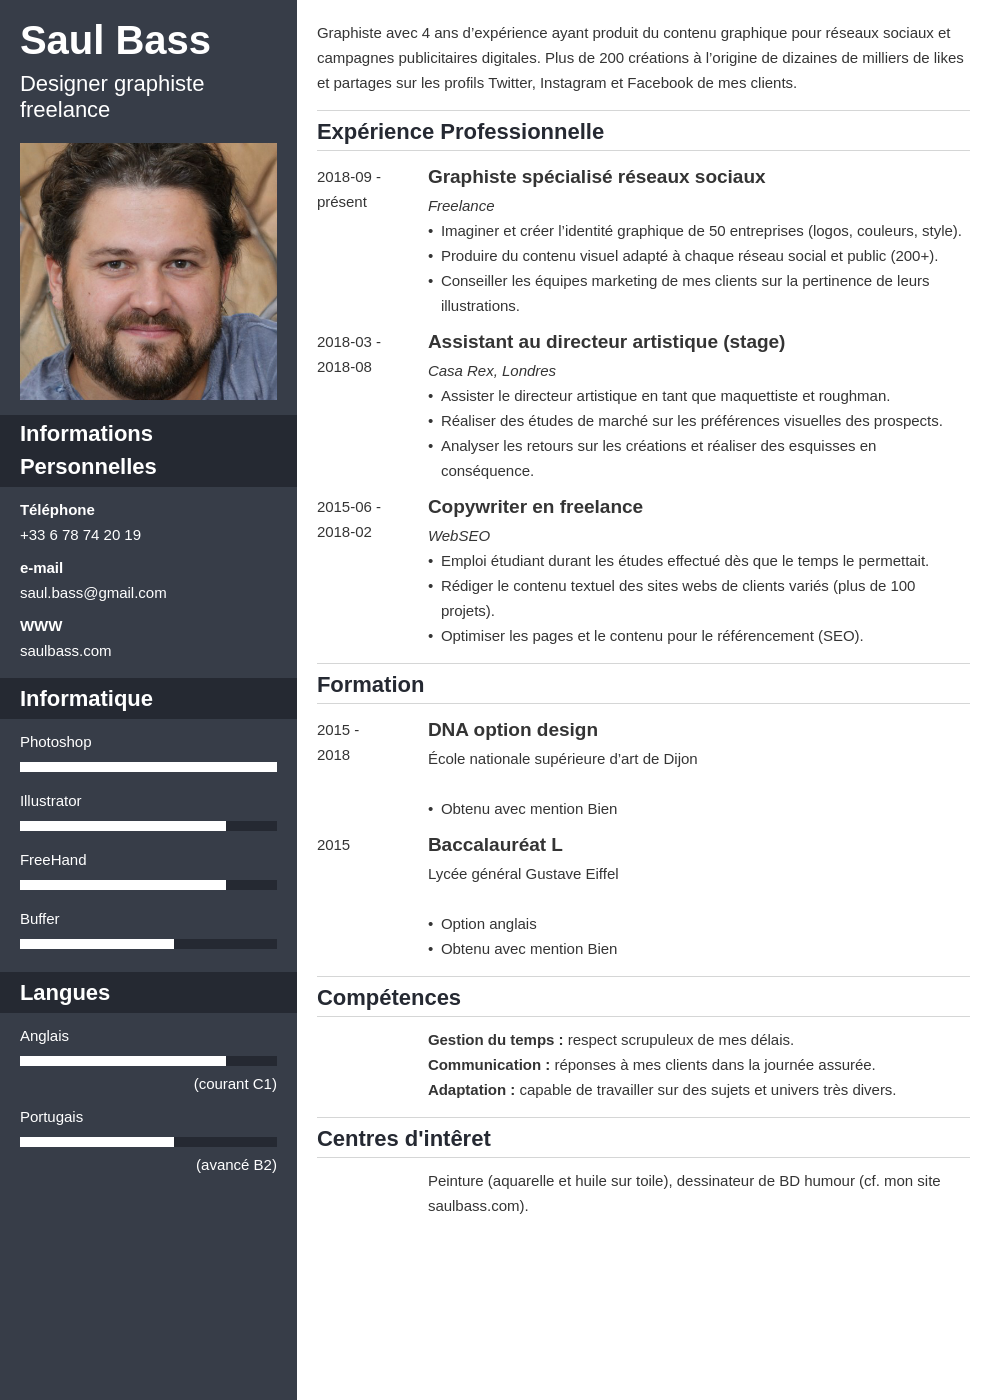 Saul Bass
Designer graphiste
freelance
Informations
Personnelles
Téléphone
+33 6 78 74 20 19
e-mail
saul.bass@gmail.com
WWW
saulbass.com
Informatique
Photoshop
Illustrator
FreeHand
Buffer
Langues
Anglais
(courant C1)
Portugais
(avancé B2)
Graphiste avec 4 ans d’expérience ayant produit du contenu graphique pour réseaux sociaux et
campagnes publicitaires digitales. Plus de 200 créations à l’origine de dizaines de milliers de likes
et partages sur les profils Twitter, Instagram et Facebook de mes clients.
Expérience Professionnelle
2018-09 -
présent
Graphiste spécialisé réseaux sociaux
Freelance
• Imaginer et créer l’identité graphique de 50 entreprises (logos, couleurs, style).
• Produire du contenu visuel adapté à chaque réseau social et public (200+).
• Conseiller les équipes marketing de mes clients sur la pertinence de leurs
illustrations.
2018-03 -
2018-08
Assistant au directeur artistique (stage)
Casa Rex, Londres
• Assister le directeur artistique en tant que maquettiste et roughman.
• Réaliser des études de marché sur les préférences visuelles des prospects.
• Analyser les retours sur les créations et réaliser des esquisses en
conséquence.
2015-06 -
2018-02
Copywriter en freelance
WebSEO
• Emploi étudiant durant les études effectué dès que le temps le permettait.
• Rédiger le contenu textuel des sites webs de clients variés (plus de 100
projets).
• Optimiser les pages et le contenu pour le référencement (SEO).
Formation
2015 -
2018
DNA option design
École nationale supérieure d’art de Dijon
• Obtenu avec mention Bien
2015
Baccalauréat L
Lycée général Gustave Eiffel
• Option anglais
• Obtenu avec mention Bien
Compétences
Gestion du temps : respect scrupuleux de mes délais.
Communication : réponses à mes clients dans la journée assurée.
Adaptation : capable de travailler sur des sujets et univers très divers.
Centres d'intêret
Peinture (aquarelle et huile sur toile), dessinateur de BD humour (cf. mon site
saulbass.com).